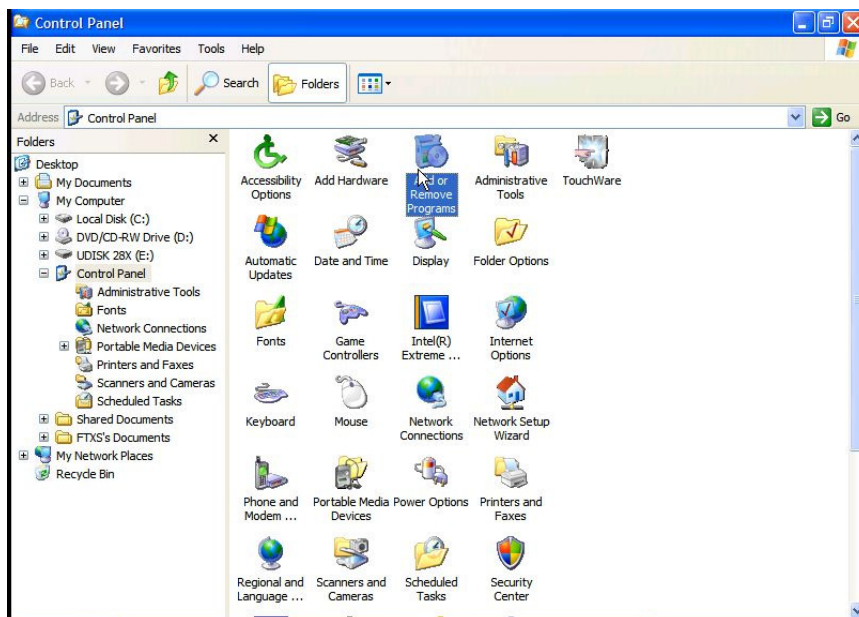 Control Panel
File Edit View Favorites Tools Help
Back Search Folders
Address Control Panel Go
Folders
Desktop
My Documents
My Computer
Local Disk (C:)
DVD/CD-RW Drive (D:)
UDISK 28X (E:)
Control Panel
Administrative Tools
Fonts
Network Connections
Portable Media Devices
Printers and Faxes
Scanners and Cameras
Scheduled Tasks
Shared Documents
FTXS's Documents
My Network Places
Recycle Bin
Accessibility
Options
Add Hardware
Add or
Remove
Programs
Administrative
Tools
TouchWare
Automatic
Updates
Date and Time
Display
Folder Options
Fonts
Game
Controllers
Intel(R)
Extreme ...
Internet
Options
Keyboard
Mouse
Network
Connections
Network Setup
Wizard
Phone and
Modem ...
Portable Media
Devices
Power Options
Printers and
Faxes
Regional and
Language ...
Scanners and
Cameras
Scheduled
Tasks
Security
Center